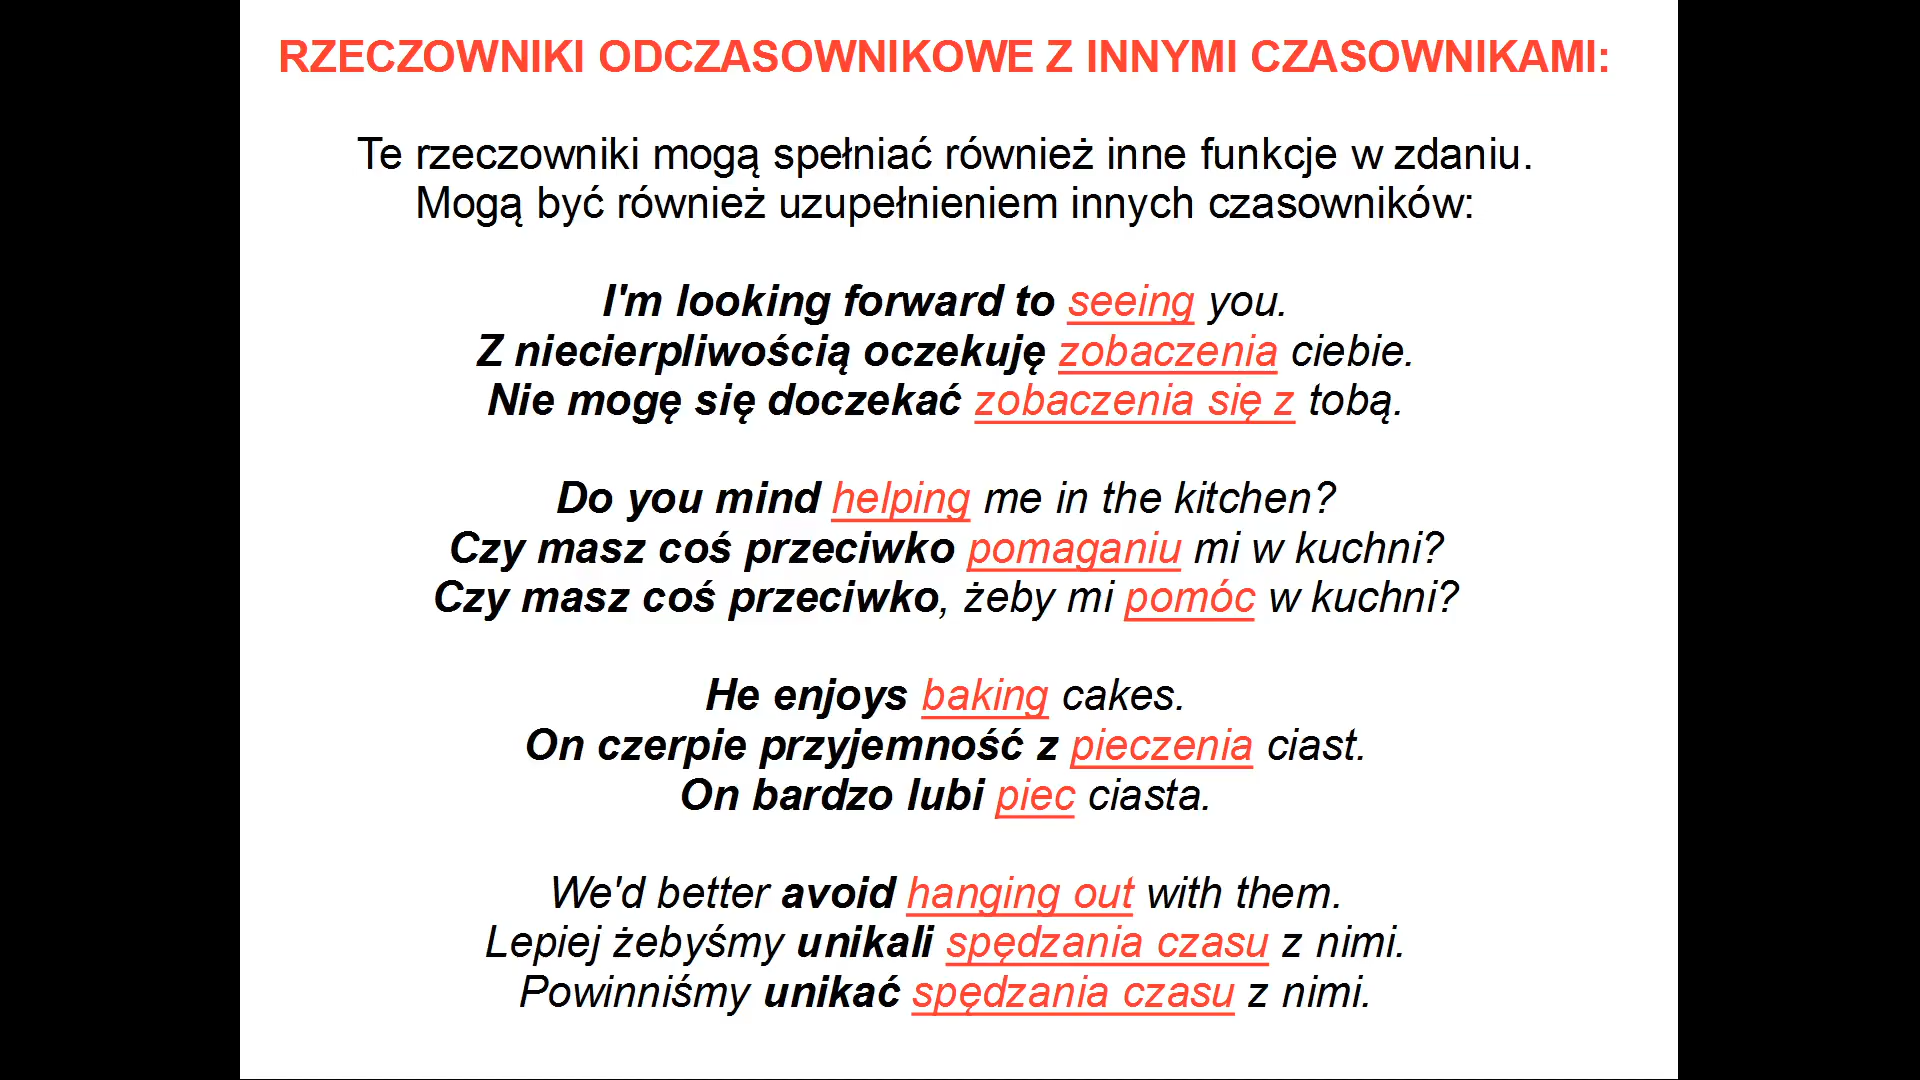 RZECZOWNIKI ODCZASOWNIKOWE Z INNYMI CZASOWNIKAMI:
Te rzeczowniki mogą spełniać również inne funkcje w zdaniu.
Mogą być również uzupełnieniem innych czasowników:
I'm looking forward to seeing you.
Z niecierpliwością oczekuję zobaczenia ciebie.
Nie mogę się doczekać zobaczenia się z tobą.
Do you mind helping me in the kitchen?
Czy masz coś przeciwko pomaganiu mi w kuchni?
Czy masz coś przeciwko, żeby mi pomóc w kuchni?
He enjoys baking cakes.
On czerpie przyjemność z pieczenia ciast.
On bardzo lubi piec ciasta.
We'd better avoid hanging out with them.
Lepiej żebyśmy unikali spędzania czasu z nimi.
Powinniśmy unikać spędzania czasu z nimi.